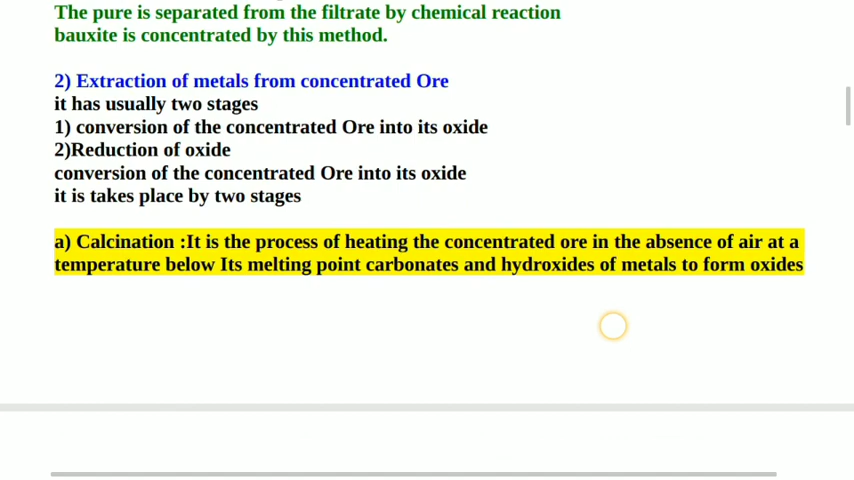 The pure is separated from the filtrate by chemical reaction
bauxite is concentrated by this method.
2) Extraction of metals from concentrated Ore
it has usually two stages
1) conversion of the concentrated Ore into its oxide
2)Reduction of oxide
conversion of the concentrated Ore into its oxide
it is takes place by two stages
a) Calcination :It is the process of heating the concentrated ore in the absence of air at a
temperature below Its melting point carbonates and hydroxides of metals to form oxides